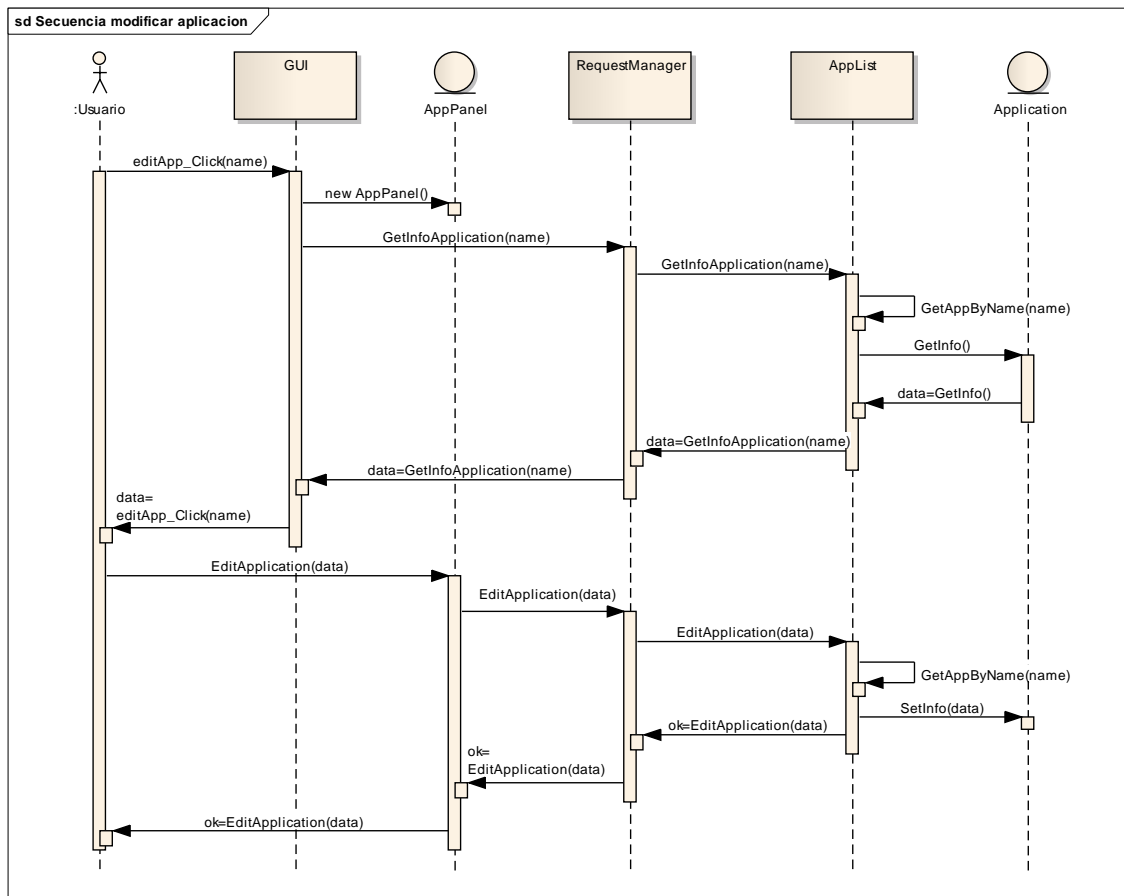 sd Secuencia modificar aplicacion
:Usuario
GUI
AppPanel
RequestManager
AppList
Application
editApp_Click(name)
new AppPanel()
GetInfoApplication(name)
GetInfoApplication(name)
GetAppByName(name)
GetInfo()
data=GetInfo()
data=GetInfoApplication(name)
data=GetInfoApplication(name)
data=
editApp_Click(name)
EditApplication(data)
EditApplication(data)
EditApplication(data)
GetAppByName(name)
SetInfo(data)
ok=EditApplication(data)
ok=
EditApplication(data)
ok=EditApplication(data)